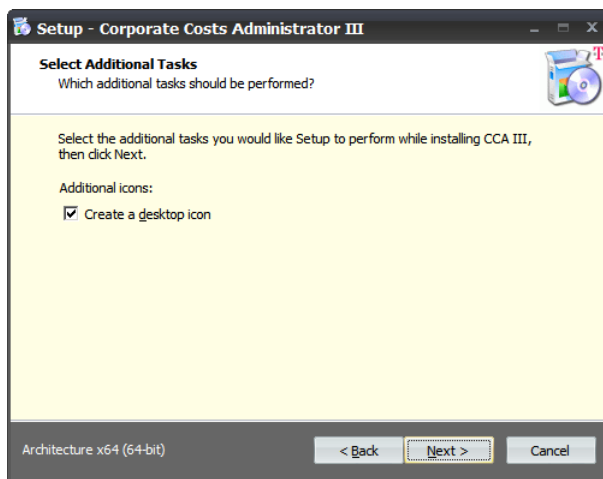 Setup - Corporate Costs Administrator III
Select Additional Tasks
Which additional tasks should be performed?
T
Select the additional tasks you would like Setup to perform while installing CCA III,
then click Next.
Additional icons:
Create a desktop icon
Architecture x64 (64-bit)
< Back
Next >
Cancel